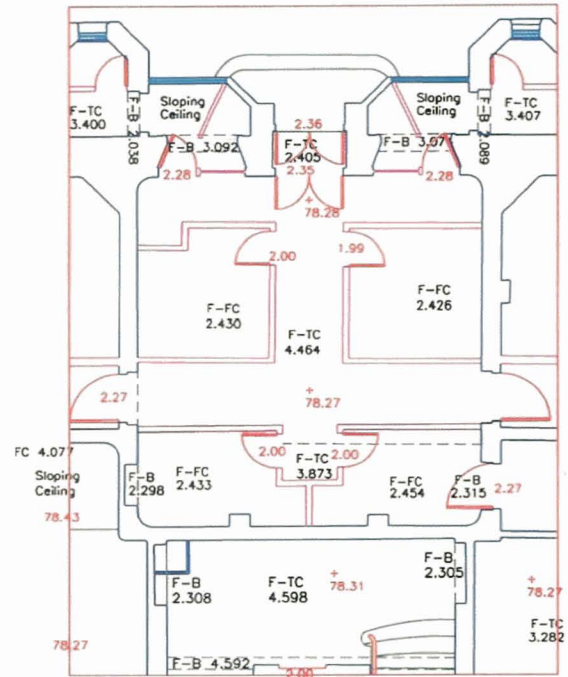 F-TC
3.400
F-B 2.038
Sloping
Ceiling
F-B 3.092
2.28
2.36
F-TC
2.405
2.35
78.28
Sloping
Ceiling
2.28
F-B 2.089
F-TC
3.407
2.00
1.99
F-FC
2.430
F-FC
2.426
F-TC
4.464
2.27
78.27
FC 4.077
Sloping
Ceiling
78.43
F-B
2.298
F-FC
2.433
2.00
F-TC
3.873
2.00
F-FC
2.454
F-B
2.315
2.27
F-B
2.308
F-TC
4.598
78.31
F-B
2.305
78.27
F-TC
3.282
78.27
F-B 4.592
2.00